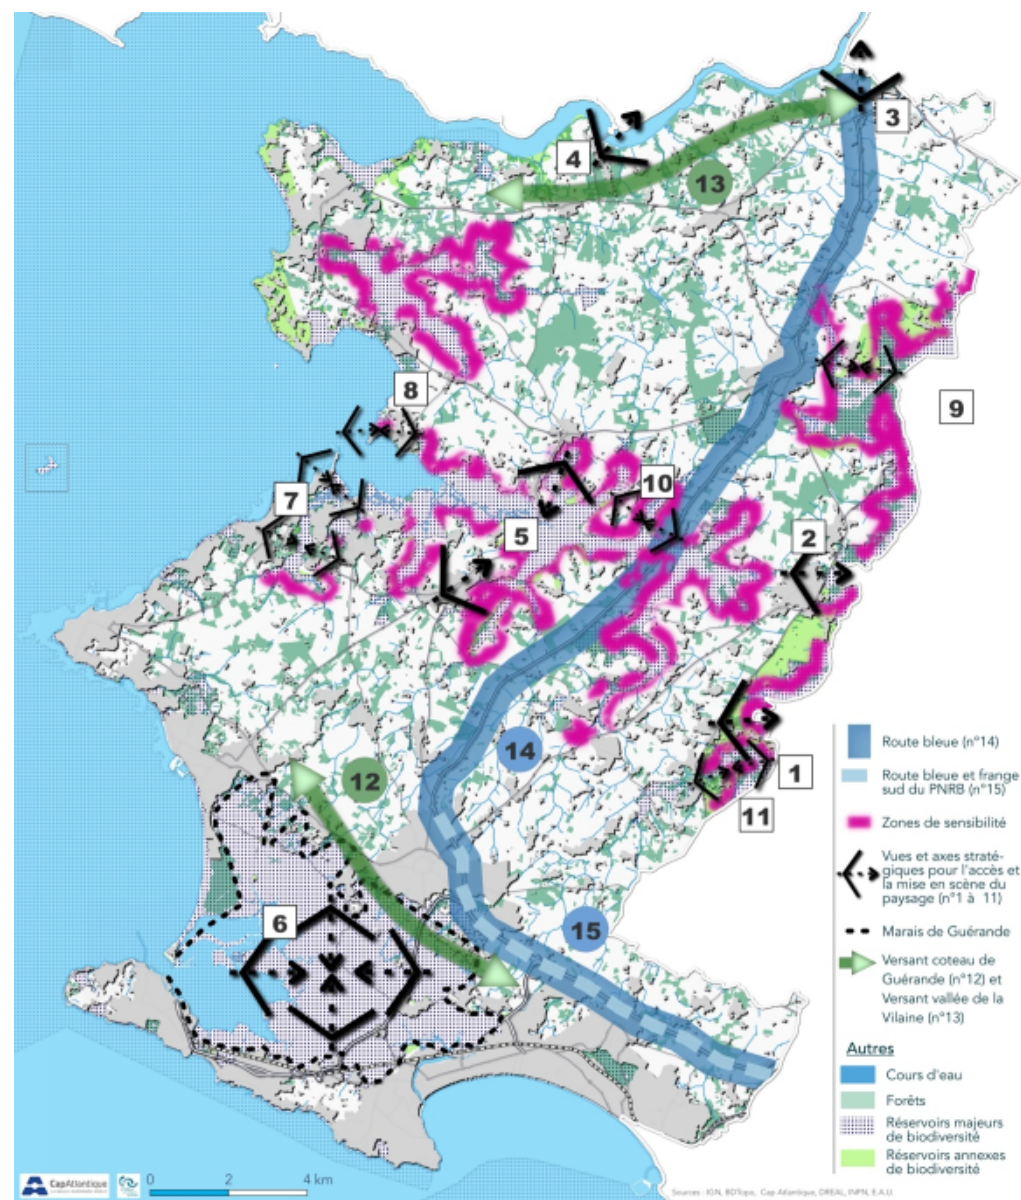 3
4
13
8
9
7
10
5
2
14
12
1
11
6
15
Route bleue (n°14)
Route bleue et frange
sud du PNRB (n°15)
Zones de sensibilité
Vues et axes straté-
giques pour l'accès et
la mise en scène du
paysage (n°1 à 11)
Marais de Guérande
Versant coteau de
Guérande (n°12) et
Versant vallée de la
Vilaine (n°13)
Autres
Cours d'eau
Forêts
Réservoirs majeurs
de biodiversité
Réservoirs annexes
de biodiversité
CapAtlantique
0 2 4 km
Sources : IGN, BDTopo, Cap Atlantique, DREAL, INPN, E.A.U.